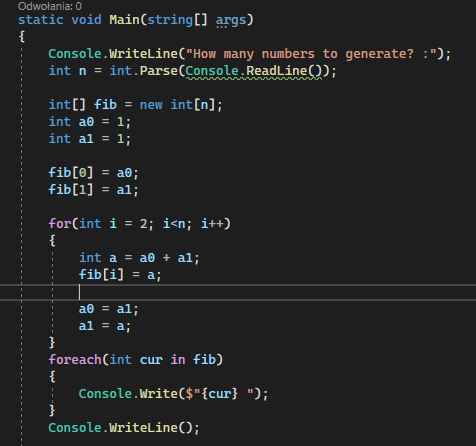 Odwołania: 0
static void Main(string[] args)
{
Console.WriteLine("How many numbers to generate? :");
int n = int.Parse(Console.ReadLine());
int[] fib = new int[n];
int a0 = 1;
int a1 = 1;
fib[0] = a0;
fib[1] = a1;
for(int i = 2; i<n; i++)
{
int a = a0 + a1;
fib[i] = a;
a0 = a1;
a1 = a;
}
foreach(int cur in fib)
{
Console.Write($"{cur} ");
}
Console.WriteLine();